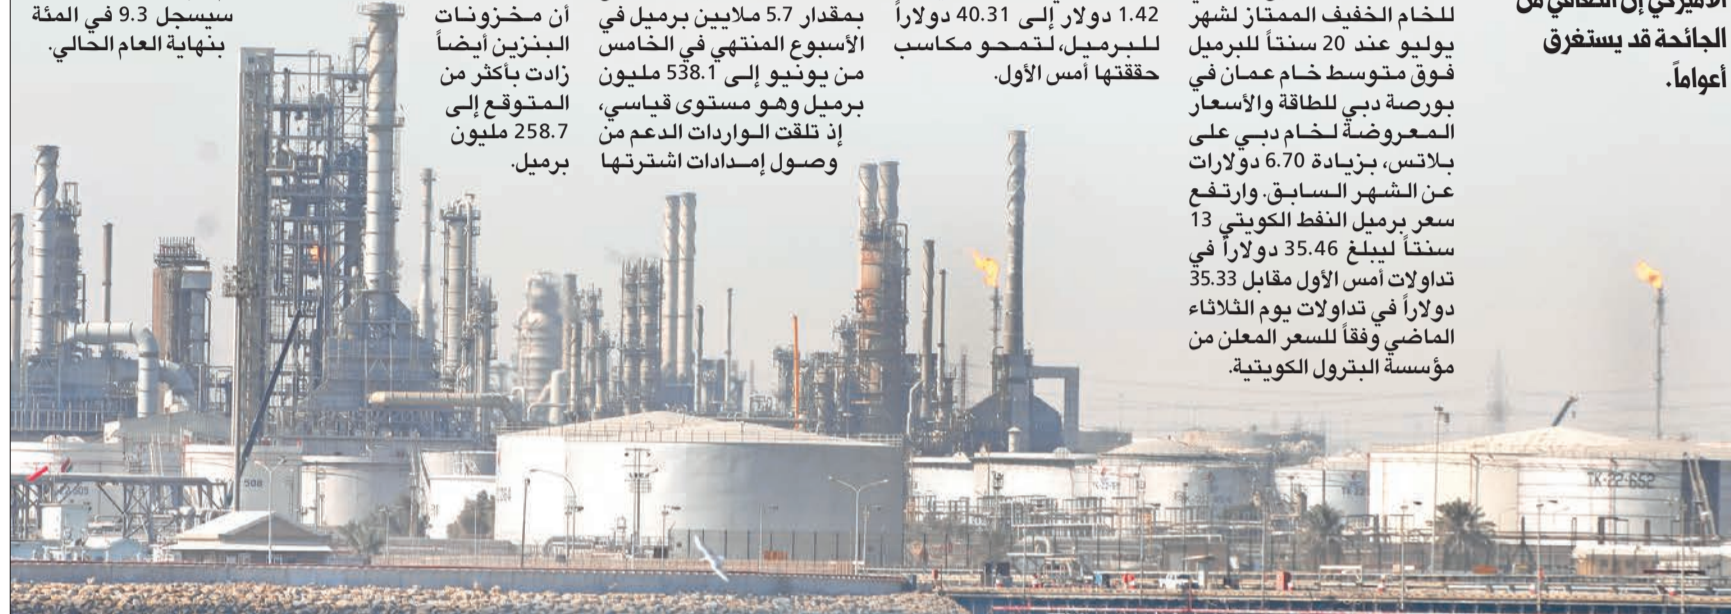 الجائحة قد يستغرق
أعواماً.
للخام الخفيف الممتاز لشهر
يوليو عند 20 سنتاً للبرميل
فوق متوسط خام عمان في
بورصة دبي للطاقة والأسعار
المعروضة لخام دبي على
بلاتس، بزيادة 6.70 دولارات
عن الشهر السابق. وارتفع
سعر برميل النفط الكويتي 13
سنتاً ليبلغ 35.46 دولاراً في
تداولات أمس الأول مقابل 35.33
دولاراً في تداولات يوم الثلاثاء
الماضي وفقاً للسعر المعلن من
مؤسسة البترول الكويتية.
1.42 دولار إلى 40.31 دولاراً
للبرميل، لتمحو مكاسب
حققتها أمس الأول.
بمقدار 5.7 ملايين برميل في
الأسبوع المنتهي في الخامس
من يونيو إلى 538.1 مليون
برميل وهو مستوى قياسي،
إذ تلقت الواردات الدعم من
وصول إمدادات اشترتها
أن مخزونات
البنزين أيضاً
زادت بأكثر من
المتوقع إلى
258.7 مليون
برميل.
سيسجل 9.3 في المئة
بنهاية العام الحالي.
508
TK-22-652